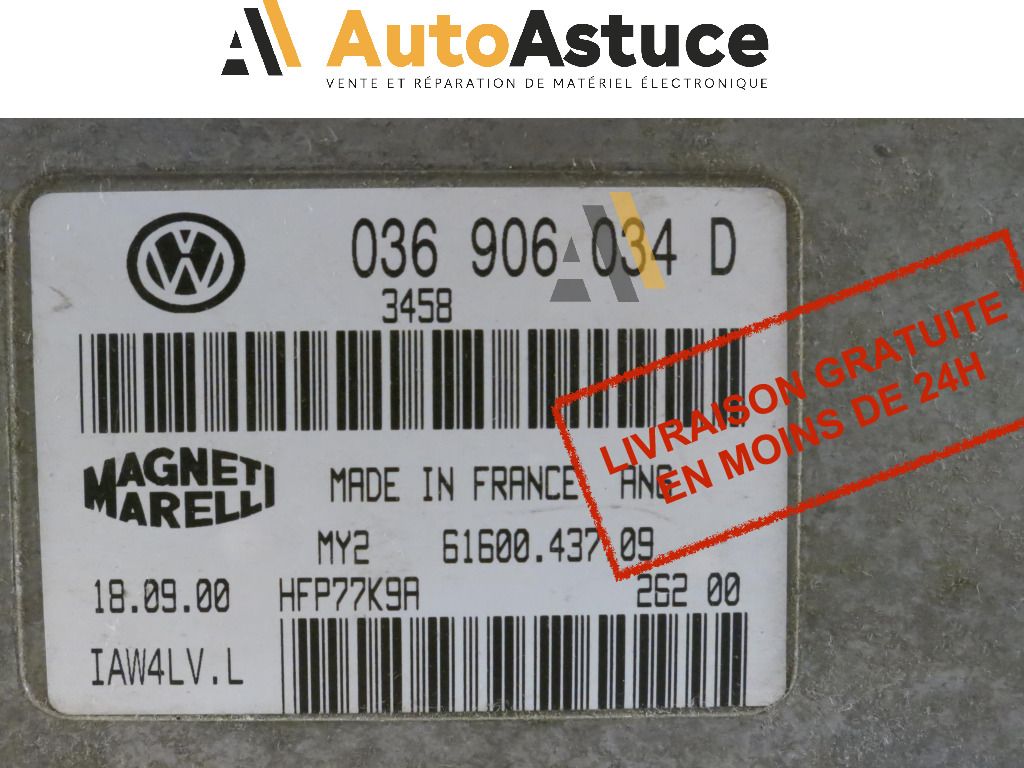 AutoAstuce
VENTE ET RÉPARATION DE MATÉRIEL ÉLECTRONIQUE
036 906 034 D
3458
MAGNETI
MARELLI
MADE IN FRANCE ANG
MY2 61600.437.09
18.09.00 HFP77K9A 262 00
IAW4LV.L
LIVRAISON GRATUITE
EN MOINS DE 24H